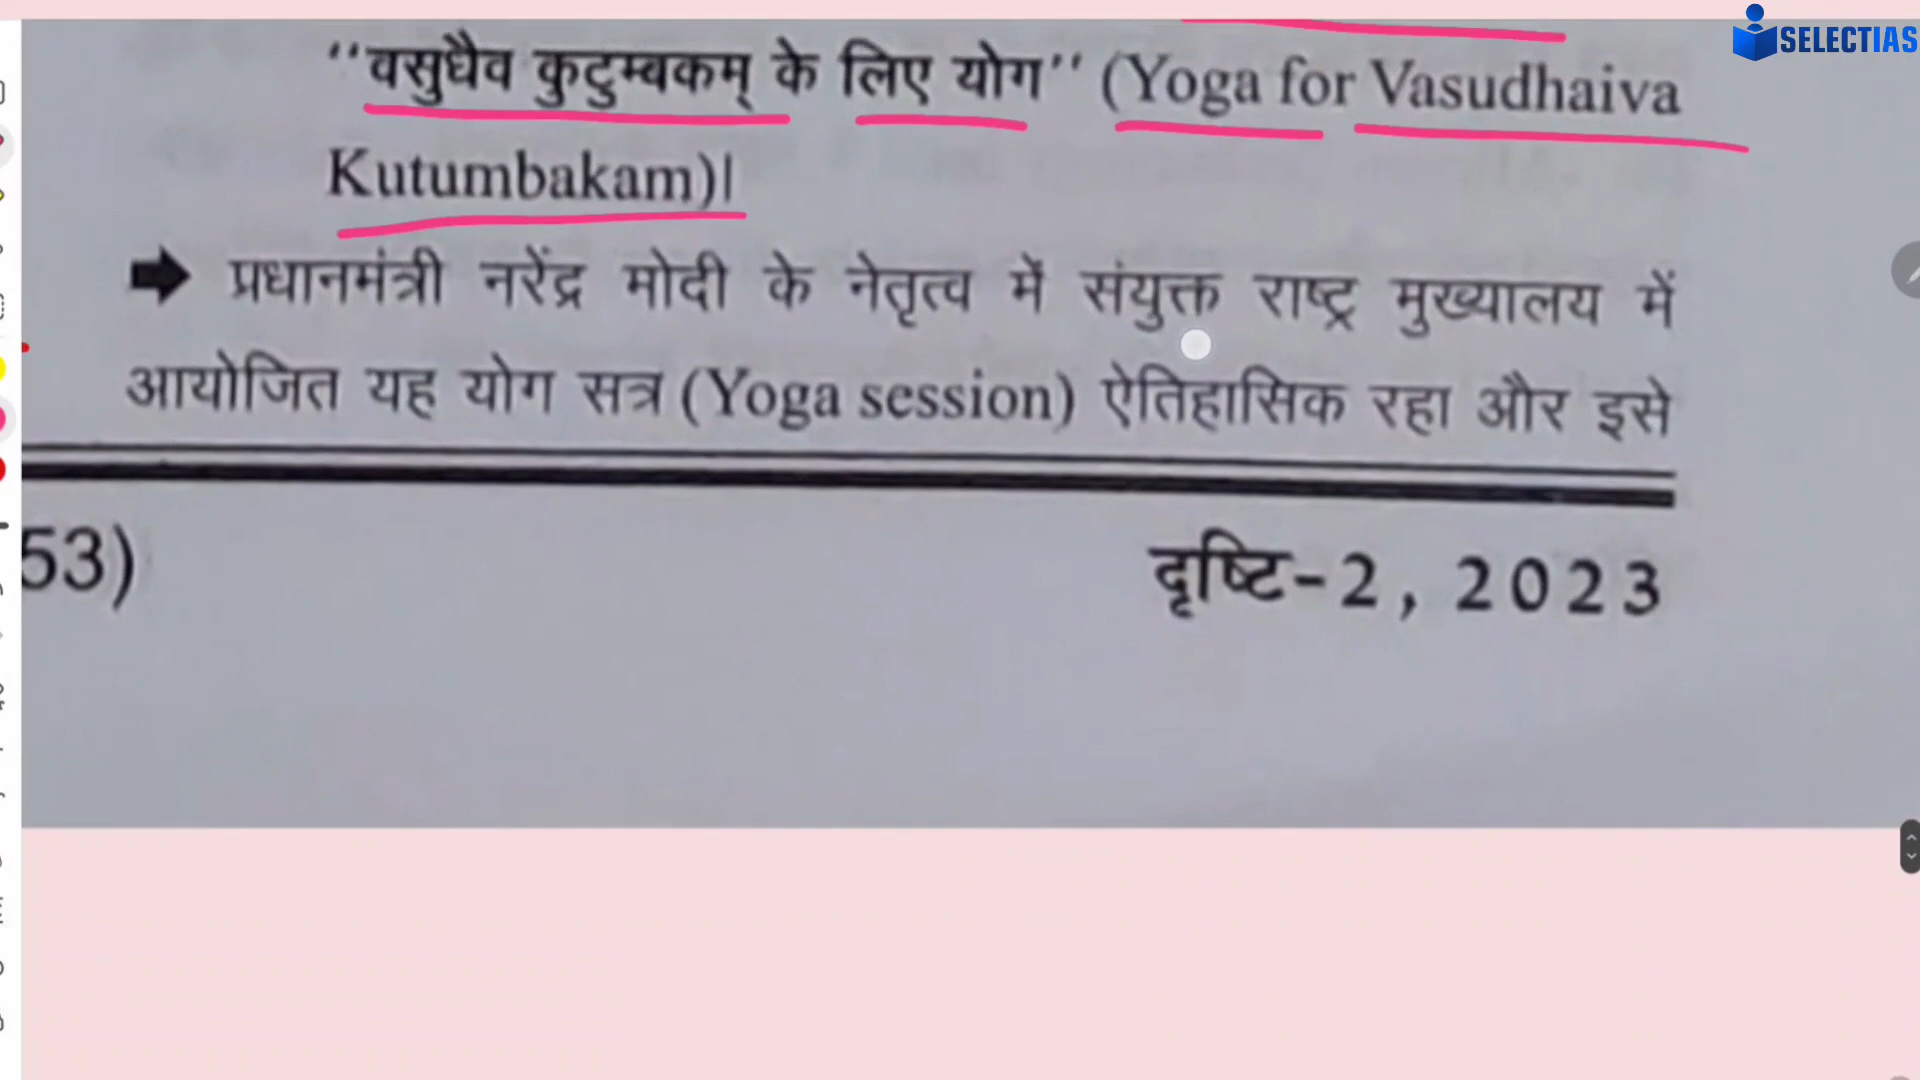 SELECTIAS
“वसुधैव कुटुम्बकम् के लिए योग” (Yoga for Vasudhaiva
Kutumbakam)।
➡ प्रधानमंत्री नरेंद्र मोदी के नेतृत्व में संयुक्त राष्ट्र मुख्यालय में
आयोजित यह योग सत्र (Yoga session) ऐतिहासिक रहा और इसे
53)
दृष्टि-2, 2023